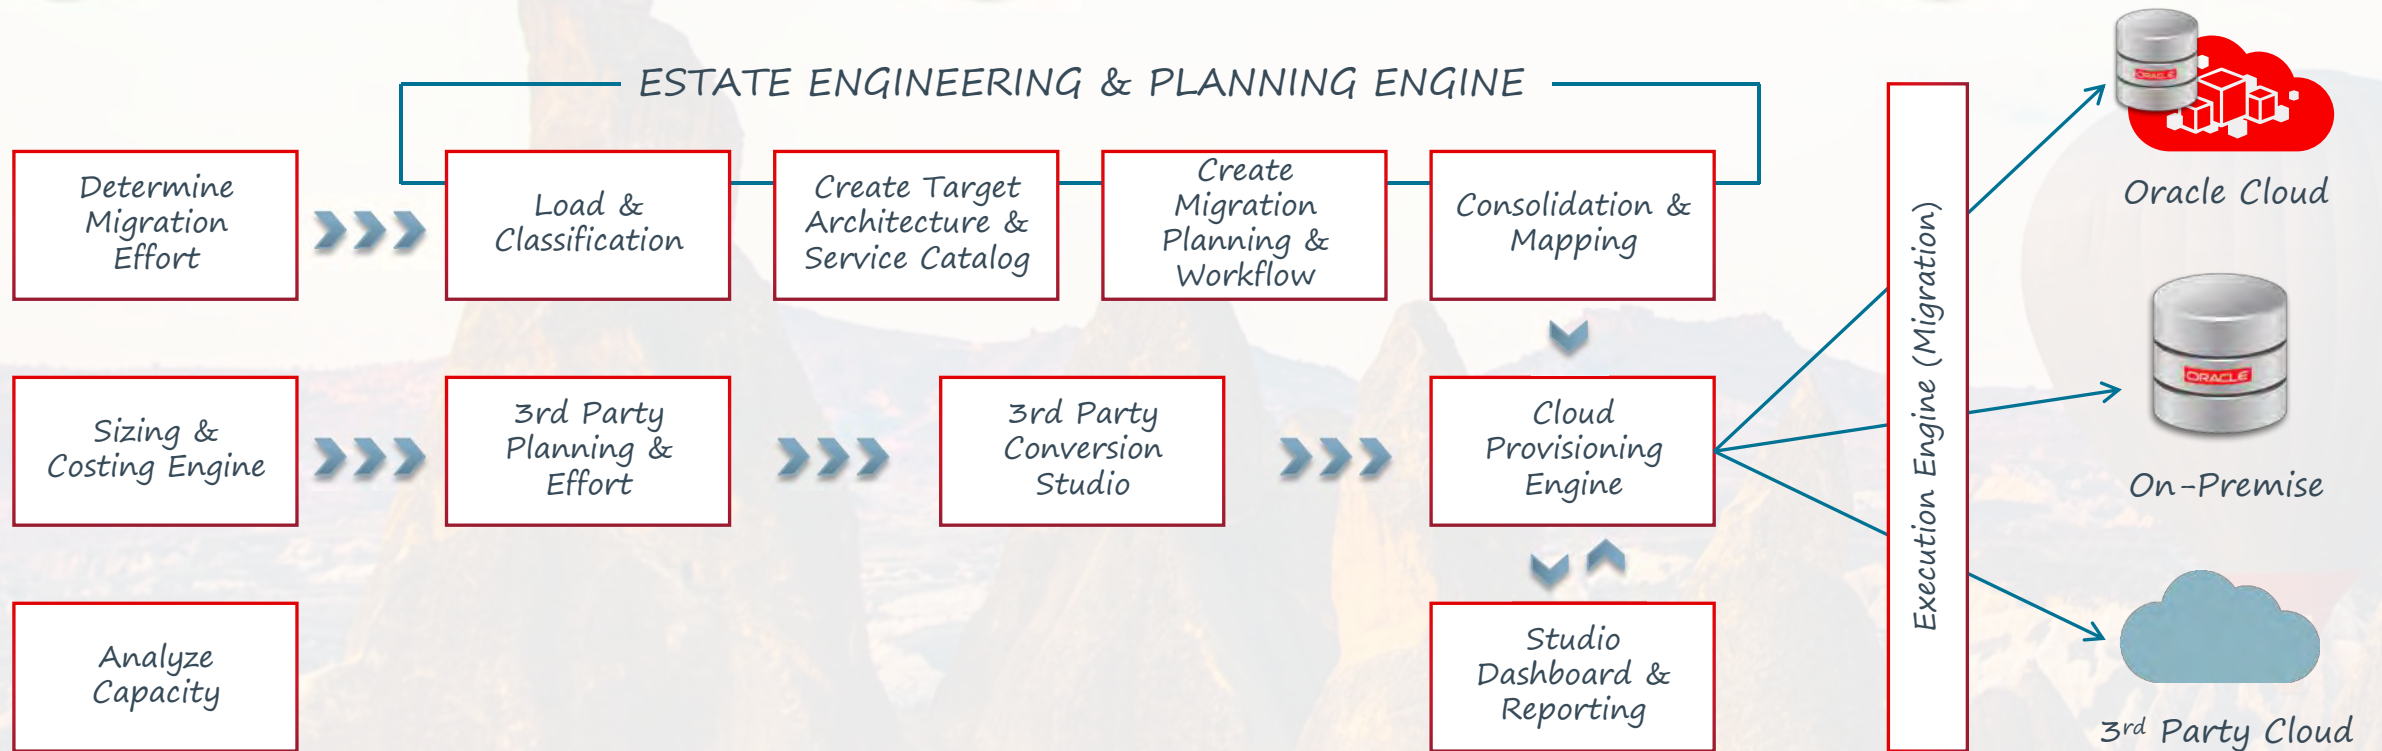 ESTATE ENGINEERING & PLANNING ENGINE
Determine
Migration
Effort
Load &
Classification
Create Target
Architecture &
Service Catalog
Create
Migration
Planning &
Workflow
Consolidation &
Mapping
Sizing &
Costing Engine
3rd Party
Planning &
Effort
3rd Party
Conversion
Studio
Cloud
Provisioning
Engine
Analyze
Capacity
Studio
Dashboard &
Reporting
Execution Engine (Migration)
ORACLE
Oracle Cloud
ORACLE
On-Premise
3rd Party Cloud